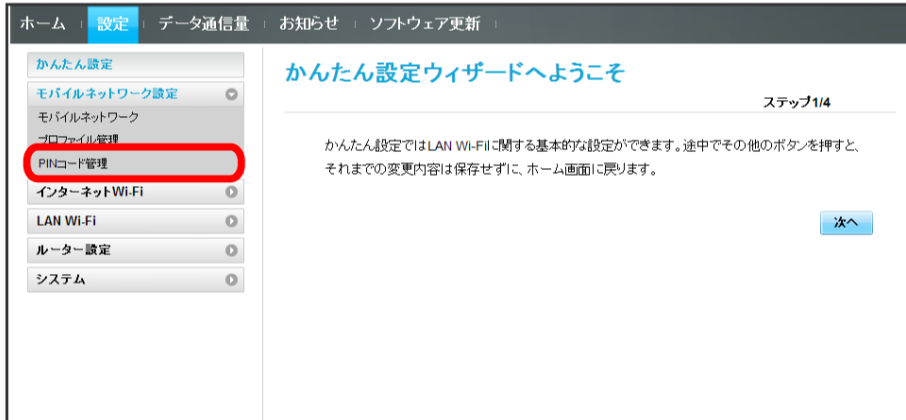 ホーム 設定 データ通信量 お知らせ ソフトウェア更新
かんたん設定
モバイルネットワーク設定
モバイルネットワーク
プロファイル管理
PINコード管理
インターネットWi-Fi
LAN Wi-Fi
ルーター設定
システム
かんたん設定ウィザードへようこそ
ステップ1/4
かんたん設定ではLAN Wi-Fiに関する基本的な設定ができます。途中でその他のボタンを押すと、
それまでの変更内容は保存せずに、ホーム画面に戻ります。
次へ